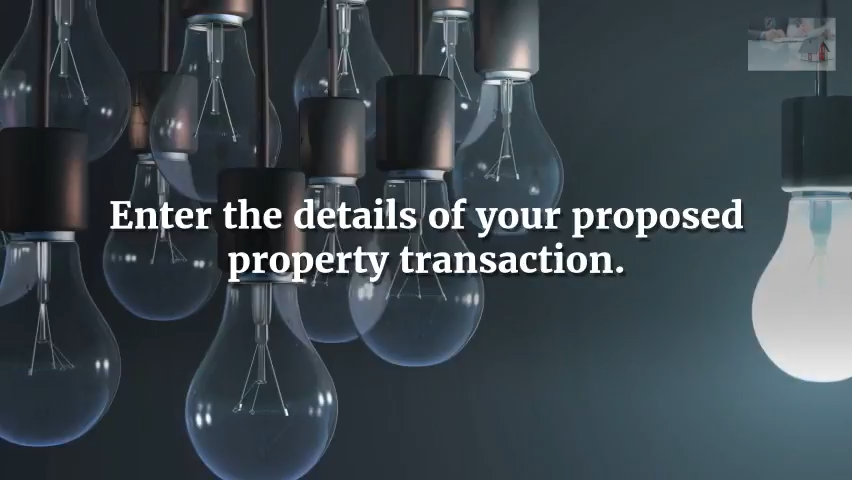 Enter the details of your proposed
property transaction.